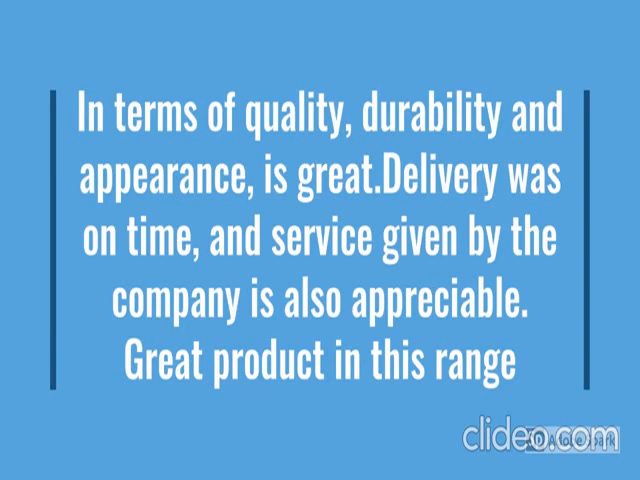 In terms of quality, durability and
appearance, is great.Delivery was
on time, and service given by the
company is also appreciable.
Great product in this range
clideo.com